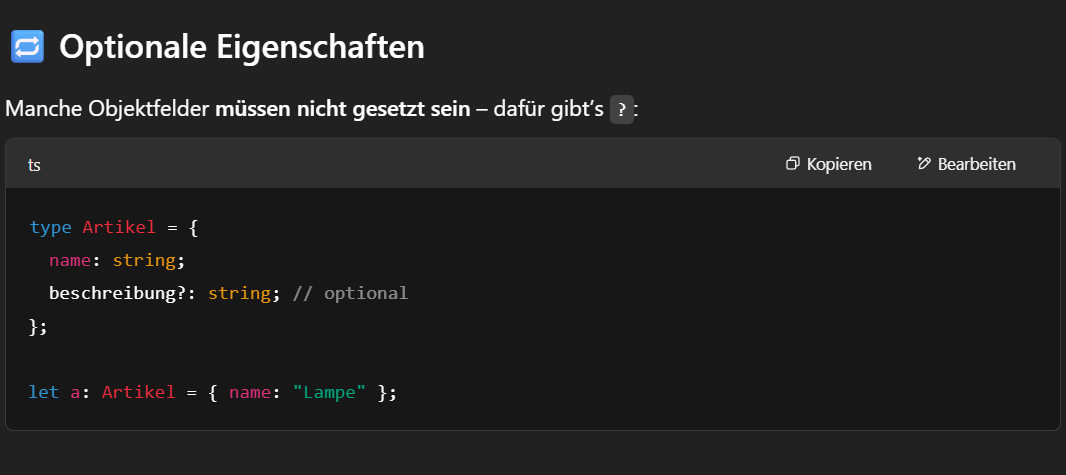 🔁 Optionale Eigenschaften
Manche Objektfelder müssen nicht gesetzt sein – dafür gibt’s ?:
ts Kopieren Bearbeiten
type Artikel = {
  name: string;
  beschreibung?: string; // optional
};
let a: Artikel = { name: "Lampe" };